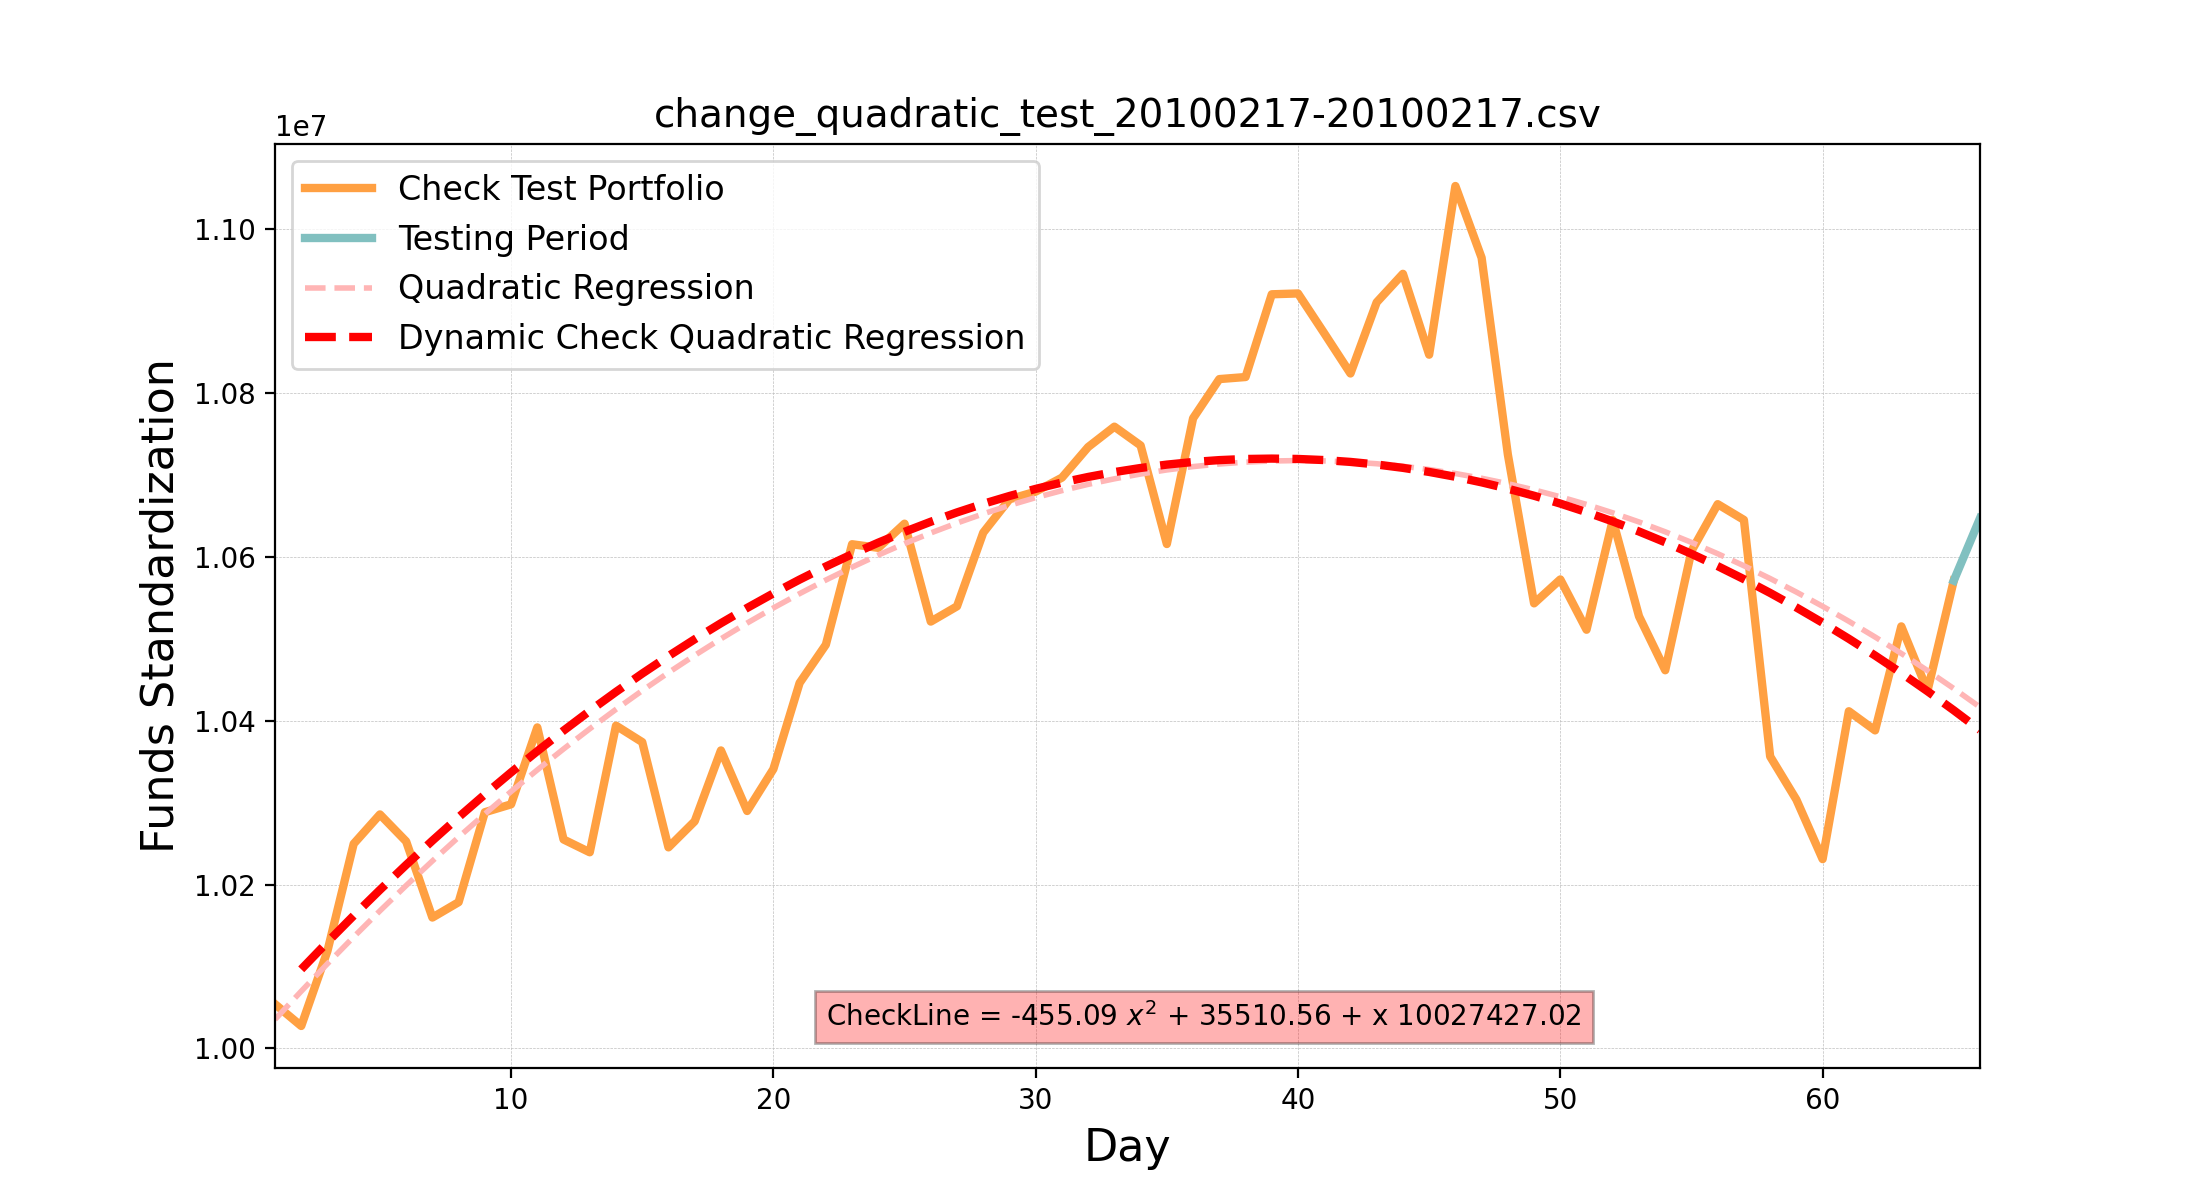 change_quadratic_test_20100217-20100217.csv
1e7
Check Test Portfolio
Testing Period
Quadratic Regression
Dynamic Check Quadratic Regression
Funds Standardization
1.10
1.08
1.06
1.04
1.02
1.00
CheckLine = -455.09 x² + 35510.56 + x 10027427.02
10 20 30 40 50 60
Day